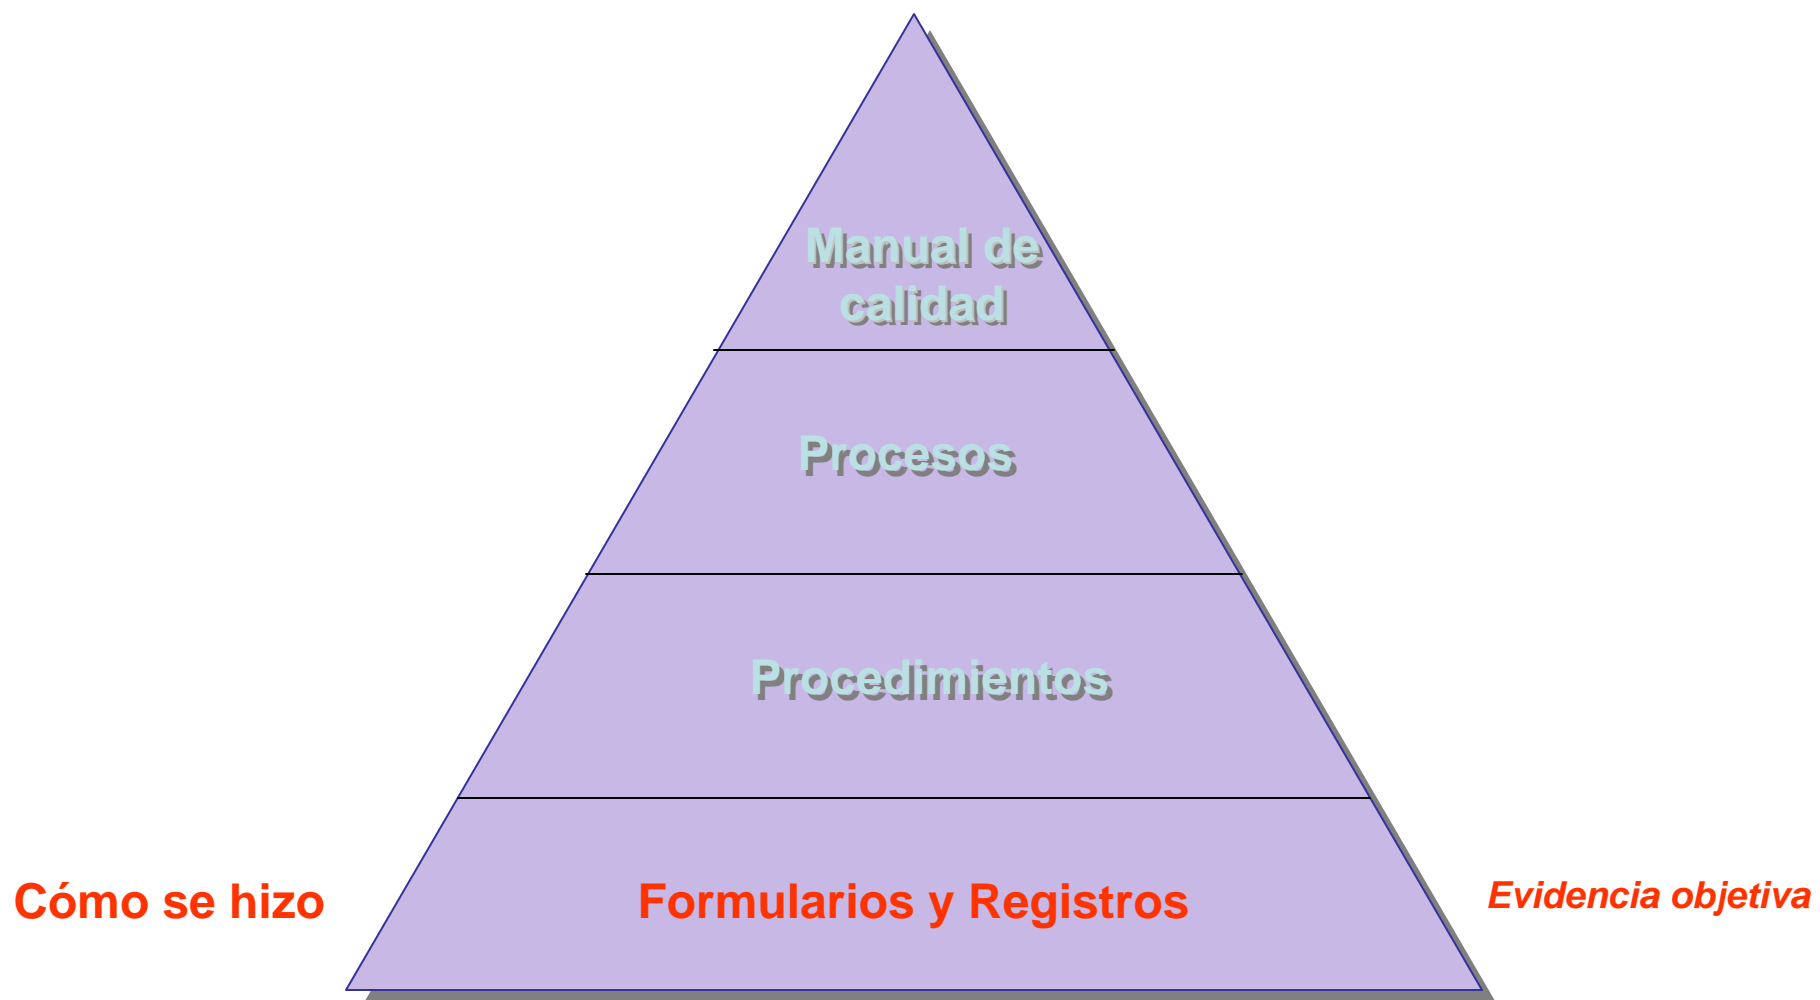 Manual de
calidad
Procesos
Procedimientos
Cómo se hizo
Formularios y Registros
Evidencia objetiva